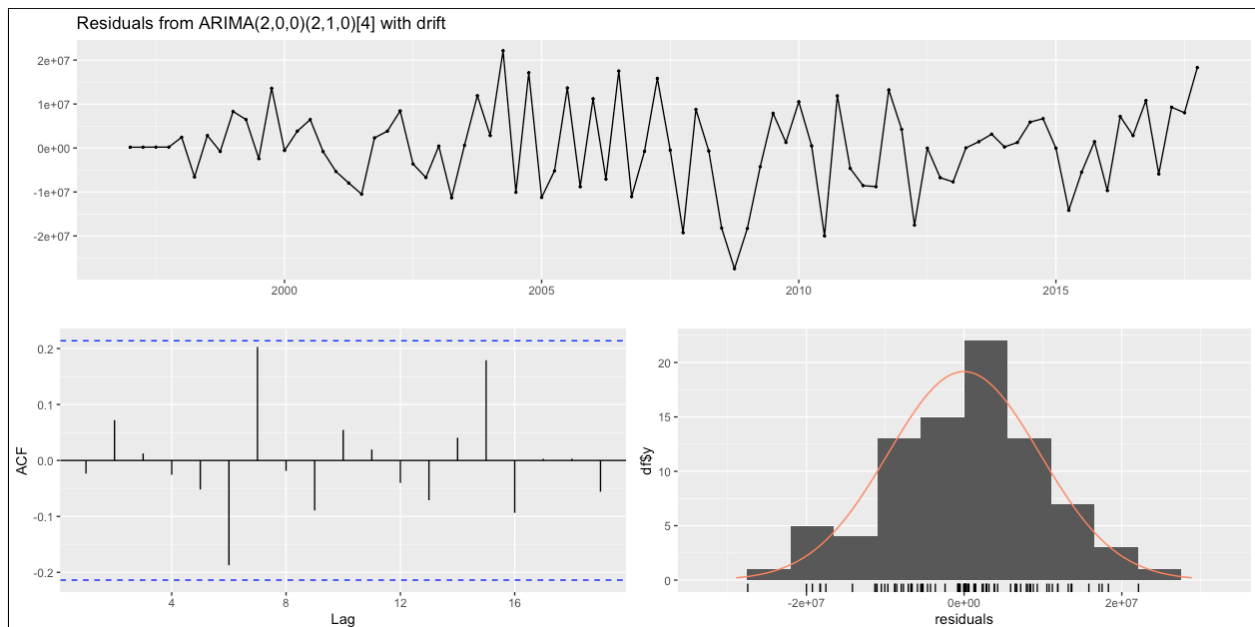 Residuals from ARIMA(2,0,0)(2,1,0)[4] with drift
2e+07
1e+07
0e+00
-1e+07
-2e+07
2000 2005 2010 2015
0.2
0.1
0.0
-0.1
-0.2
ACF
4 8 12 16
Lag
20
15
10
5
0
df$y
-2e+07 0e+00 2e+07
residuals